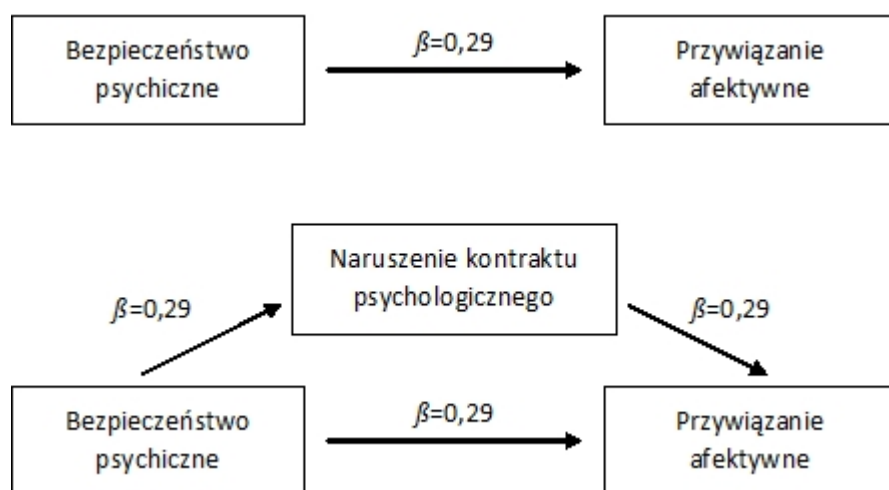 Bezpieczeństwo
psychiczne
ß=0,29
Przywiązanie
afektywne
Naruszenie kontraktu
psychologicznego
ß=0,29
ß=0,29
Bezpieczeństwo
psychiczne
ß=0,29
Przywiązanie
afektywne